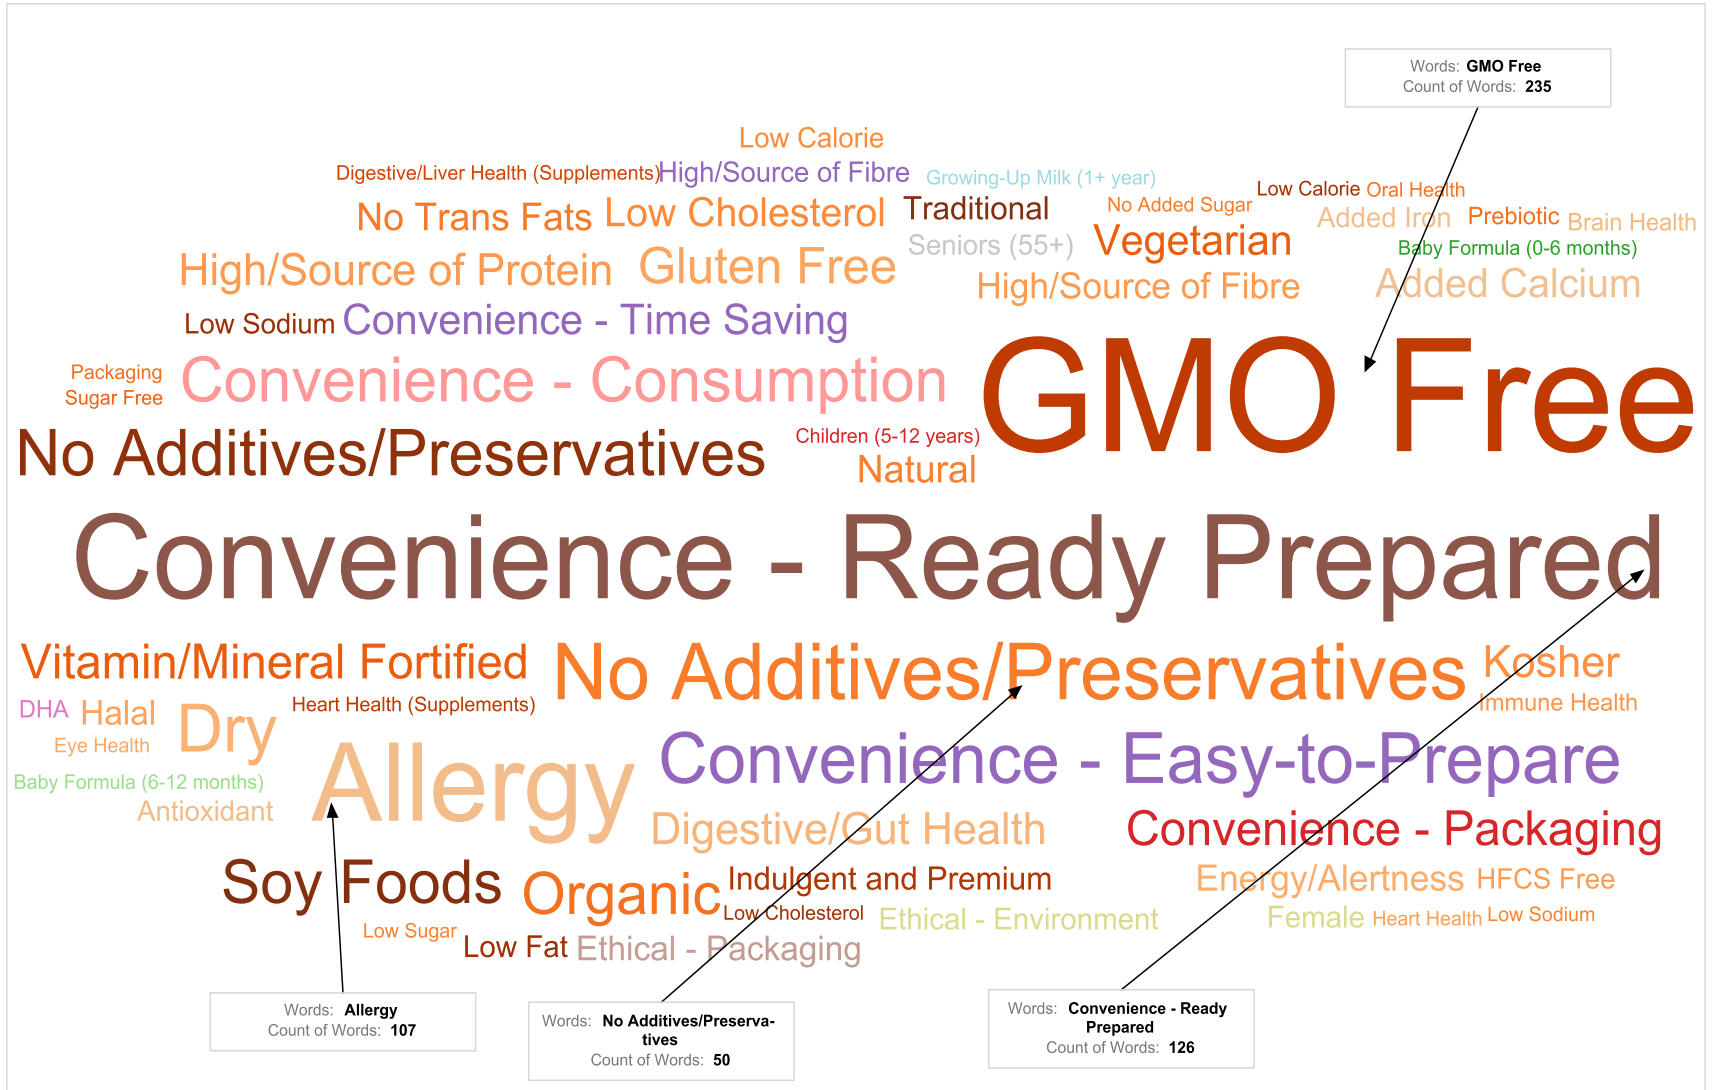 Words: GMO Free
Count of Words: 235
Low Calorie
Digestive/Liver Health (Supplements)
High/Source of Fibre
Growing-Up Milk (1+ year)
Low Calorie
Oral Health
No Trans Fats
Low Cholesterol
Traditional
No Added Sugar
Added Iron
Prebiotic
Brain Health
Seniors (55+)
Vegetarian
Baby Formula (0-6 months)
High/Source of Protein
Gluten Free
High/Source of Fibre
Added Calcium
Low Sodium
Convenience - Time Saving
Packaging
Sugar Free
Convenience - Consumption
GMO Free
No Additives/Preservatives
Children (5-12 years)
Natural
Convenience - Ready Prepared
Vitamin/Mineral Fortified
No Additives/Preservatives
Kosher
Immune Health
DHA
Halal
Dry
Heart Health (Supplements)
Eye Health
Allergy
Convenience - Easy-to-Prepare
Baby Formula (6-12 months)
Antioxidant
Digestive/Gut Health
Convenience - Packaging
Soy Foods
Organic
Indulgent and Premium
Energy/Alertness
HFCS Free
Low Cholesterol
Ethical - Environment
Female
Heart Health
Low Sodium
Low Sugar
Low Fat
Ethical - Packaging
Words: Allergy
Count of Words: 107
Words: No Additives/Preserva-
tives
Count of Words: 50
Words: Convenience - Ready
Prepared
Count of Words: 126